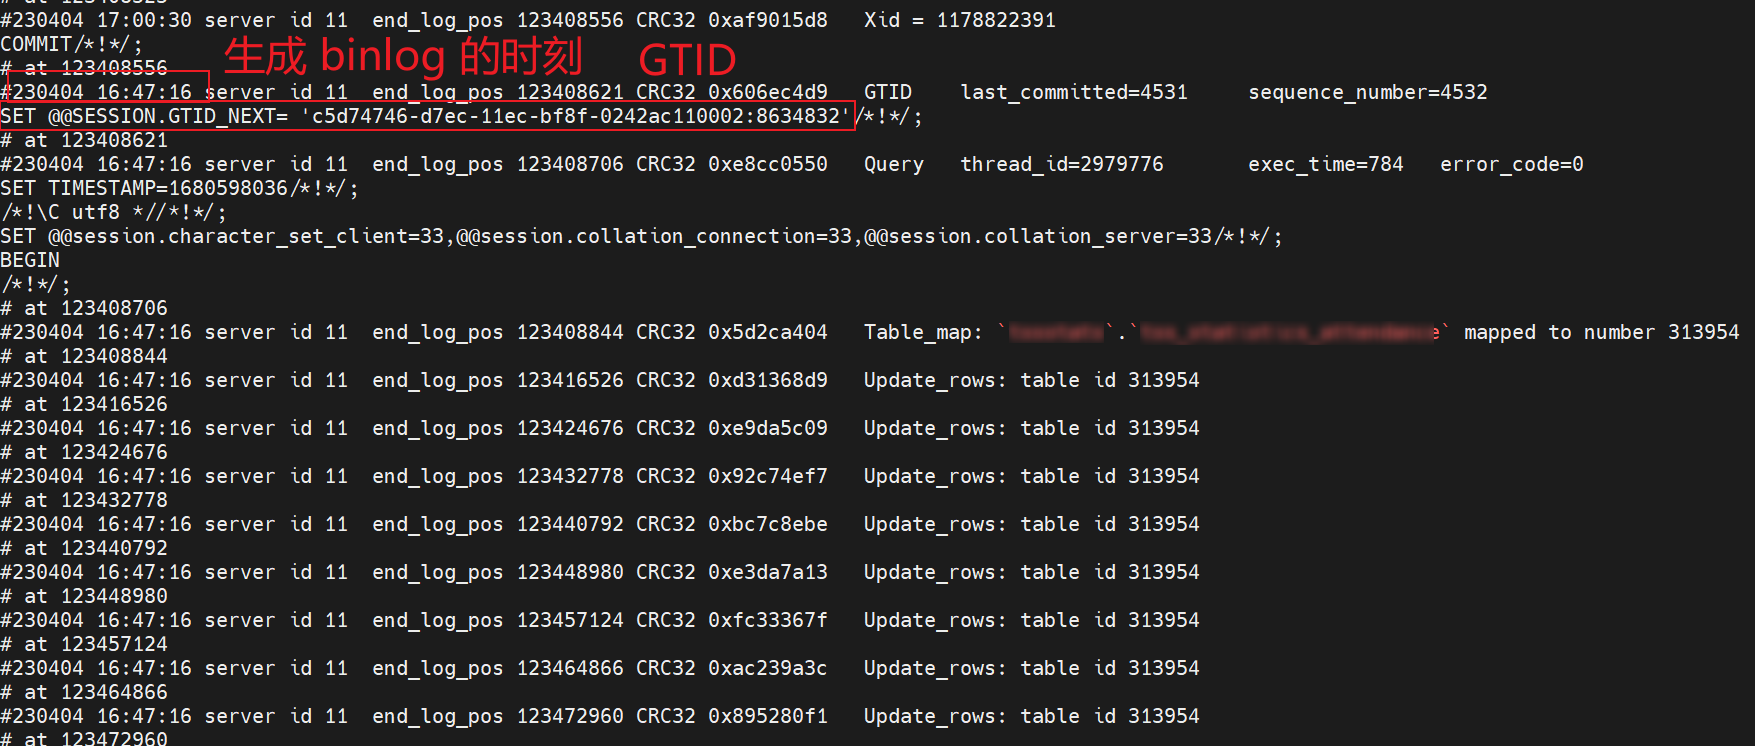 # at 123408525
#230404 17:00:30 server id 11  end_log_pos 123408556 CRC32 0xaf9015d8   Xid = 1178822391
COMMIT/*!*/;
生成 binlog 的时刻 GTID
# at 123408556
#230404 16:47:16 server id 11  end_log_pos 123408621 CRC32 0x606ec4d9   GTID    last_committed=4531     sequence_number=4532
SET @@SESSION.GTID_NEXT= 'c5d74746-d7ec-11ec-bf8f-0242ac110002:8634832'/*!*/;
# at 123408621
#230404 16:47:16 server id 11  end_log_pos 123408706 CRC32 0xe8cc0550   Query   thread_id=2979776       exec_time=784   error_code=0
SET TIMESTAMP=1680598036/*!*/;
/*!\C utf8 *//*!*/;
SET @@session.character_set_client=33,@@session.collation_connection=33,@@session.collation_server=33/*!*/;
BEGIN
/*!*/;
# at 123408706
#230404 16:47:16 server id 11  end_log_pos 123408844 CRC32 0x5d2ca404   Table_map: ` `.` e` mapped to number 313954
# at 123408844
#230404 16:47:16 server id 11  end_log_pos 123416526 CRC32 0xd31368d9   Update_rows: table id 313954
# at 123416526
#230404 16:47:16 server id 11  end_log_pos 123424676 CRC32 0xe9da5c09   Update_rows: table id 313954
# at 123424676
#230404 16:47:16 server id 11  end_log_pos 123432778 CRC32 0x92c74ef7   Update_rows: table id 313954
# at 123432778
#230404 16:47:16 server id 11  end_log_pos 123440792 CRC32 0xbc7c8ebe   Update_rows: table id 313954
# at 123440792
#230404 16:47:16 server id 11  end_log_pos 123448980 CRC32 0xe3da7a13   Update_rows: table id 313954
# at 123448980
#230404 16:47:16 server id 11  end_log_pos 123457124 CRC32 0xfc33367f   Update_rows: table id 313954
# at 123457124
#230404 16:47:16 server id 11  end_log_pos 123464866 CRC32 0xac239a3c   Update_rows: table id 313954
# at 123464866
#230404 16:47:16 server id 11  end_log_pos 123472960 CRC32 0x895280f1   Update_rows: table id 313954
# at 123472960